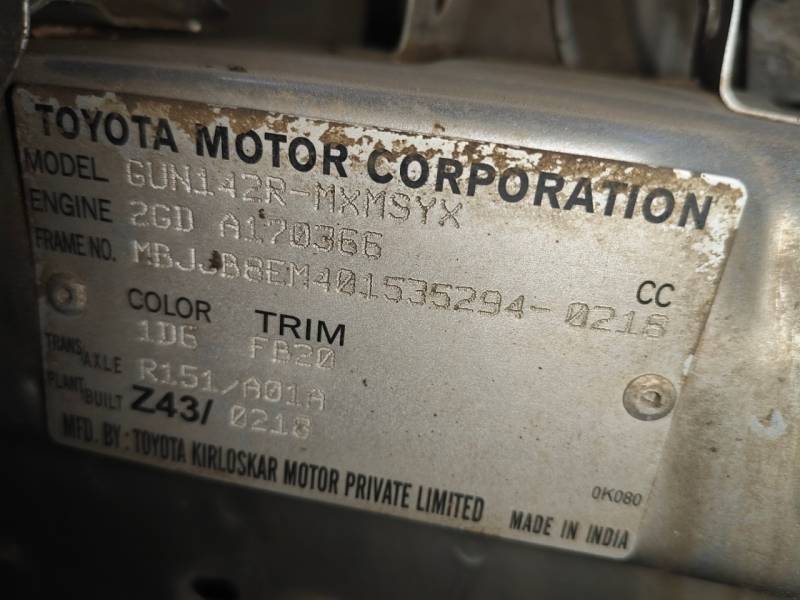 TOYOTA MOTOR CORPORATION
MODEL GUN142R-MXMSYX
ENGINE 2GD A170366 CC
FRAME NO. MBJJB8EM401535294-0218
COLOR TRIM
1D6 FB20
TRANS/AXLE R151/A01A
PLANT/BUILT Z43/ 0218
MFD. BY : TOYOTA KIRLOSKAR MOTOR PRIVATE LIMITED
0K080
MADE IN INDIA